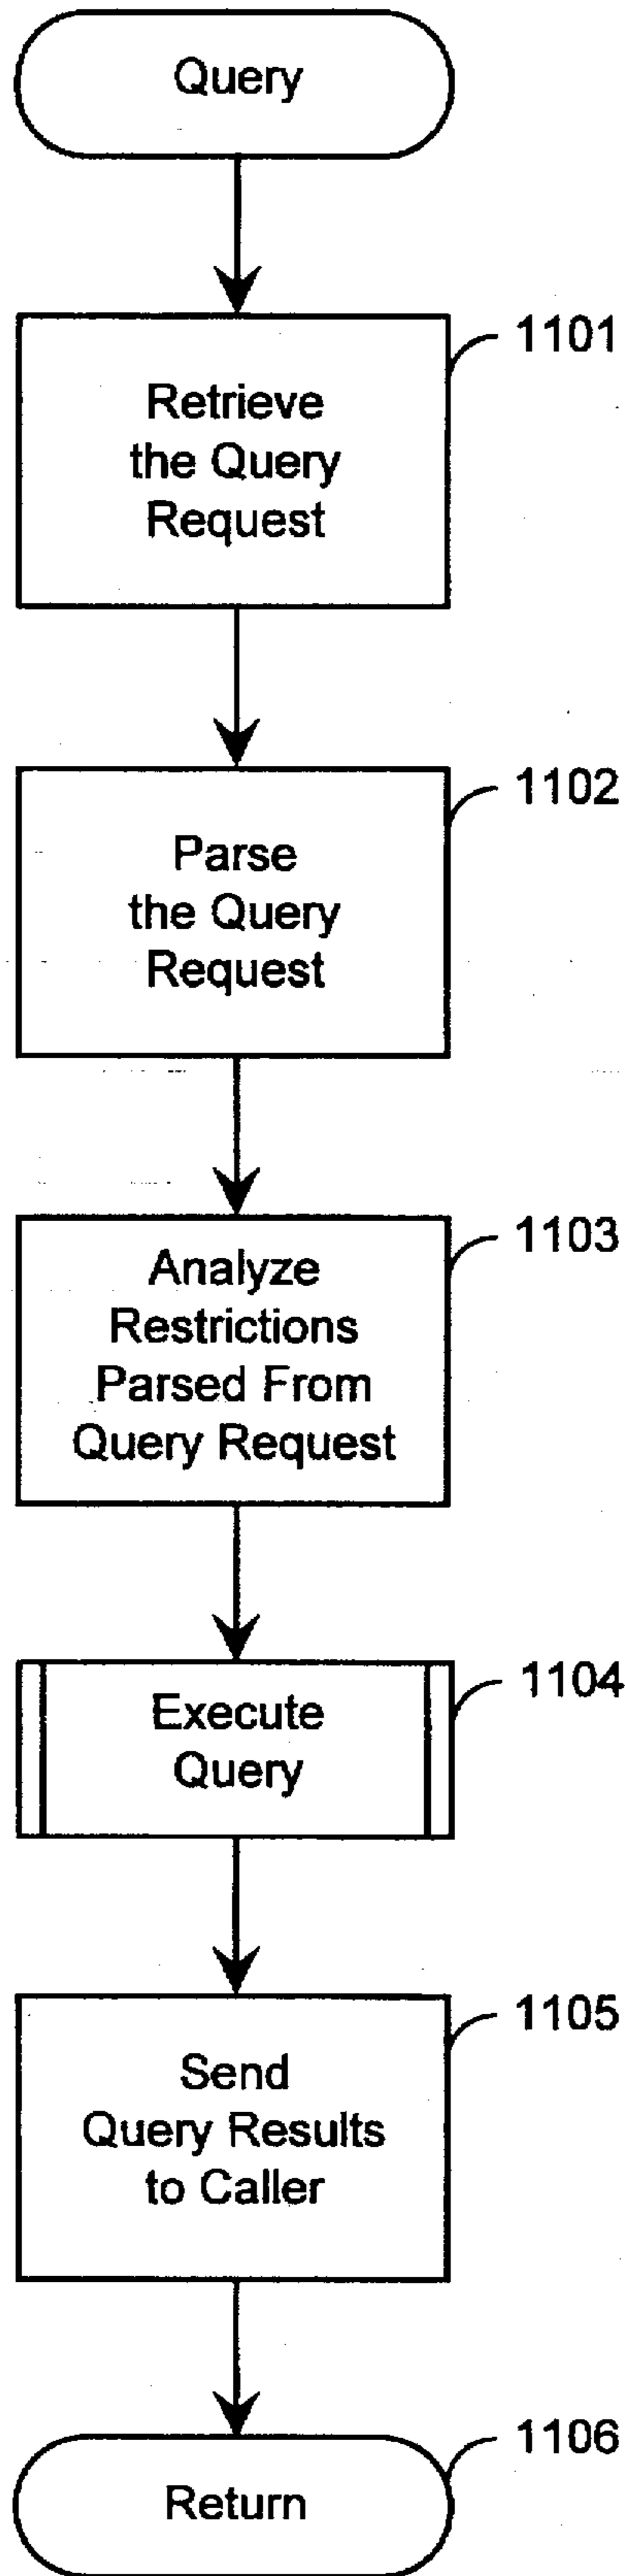 Query
1101
Retrieve
the Query
Request
1102
Parse
the Query
Request
1103
Analyze
Restrictions
Parsed From
Query Request
1104
Execute
Query
1105
Send
Query Results
to Caller
1106
Return